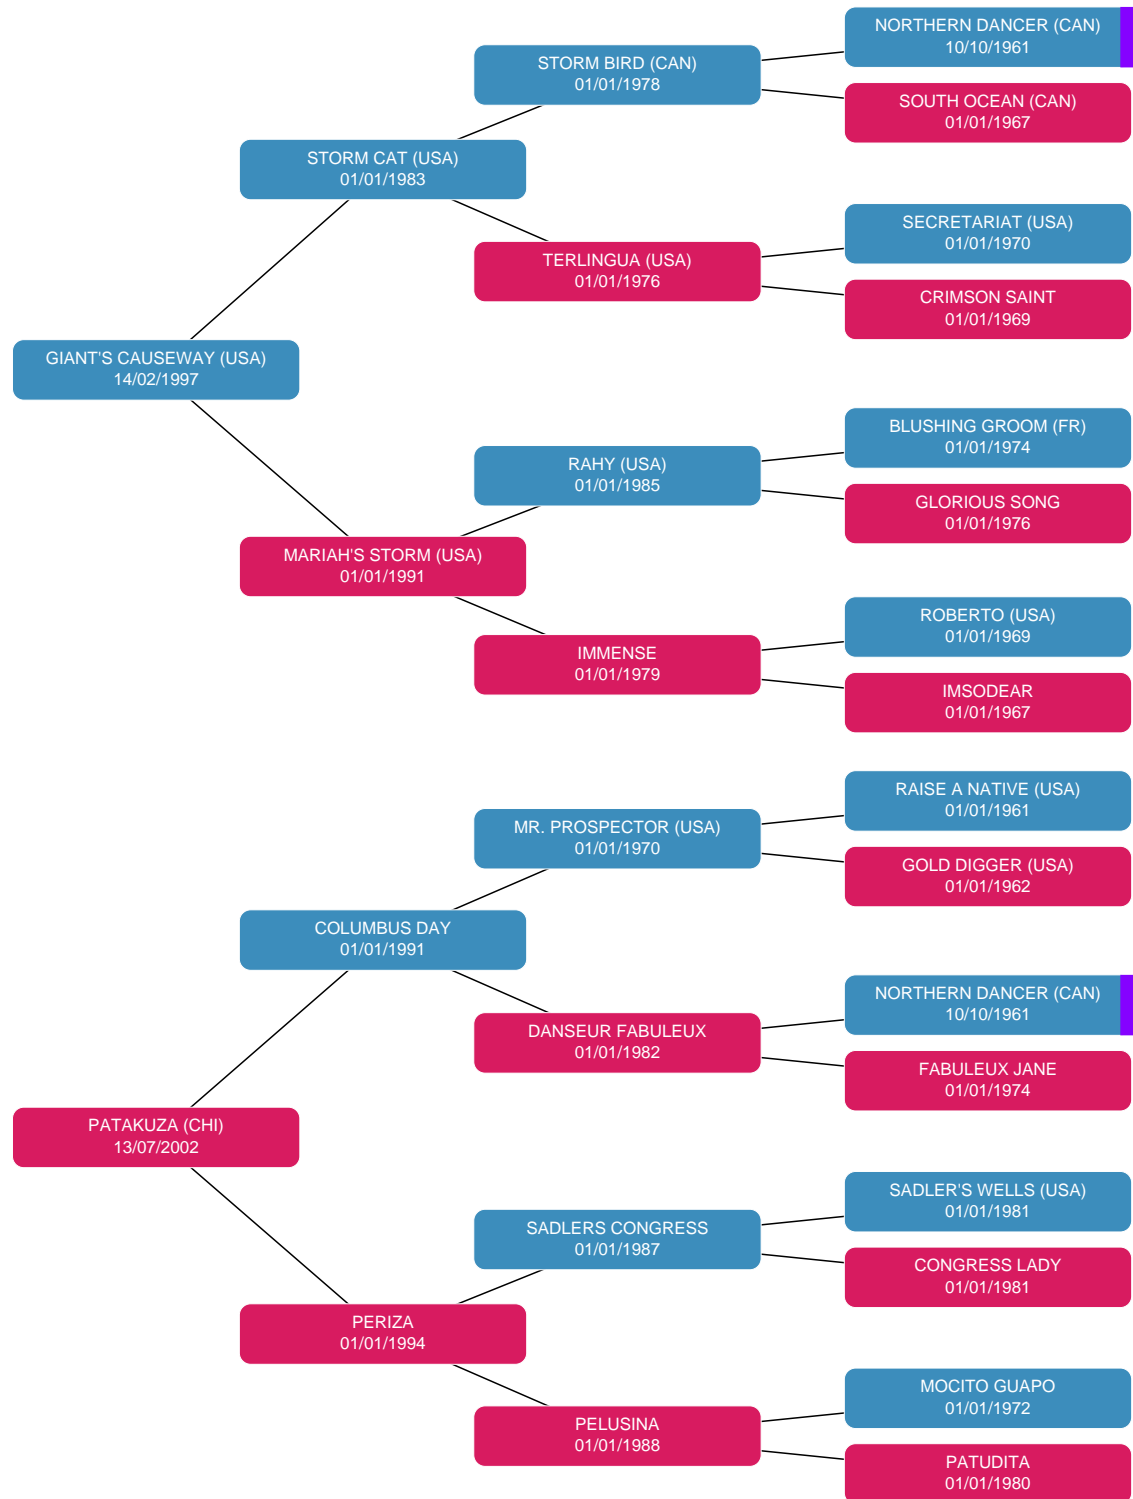 NORTHERN DANCER (CAN)
10/10/1961
STORM BIRD (CAN)
01/01/1978
SOUTH OCEAN (CAN)
01/01/1967
STORM CAT (USA)
01/01/1983
SECRETARIAT (USA)
01/01/1970
TERLINGUA (USA)
01/01/1976
CRIMSON SAINT
01/01/1969
GIANT'S CAUSEWAY (USA)
14/02/1997
BLUSHING GROOM (FR)
01/01/1974
RAHY (USA)
01/01/1985
GLORIOUS SONG
01/01/1976
MARIAH'S STORM (USA)
01/01/1991
ROBERTO (USA)
01/01/1969
IMMENSE
01/01/1979
IMSODEAR
01/01/1967
RAISE A NATIVE (USA)
01/01/1961
MR. PROSPECTOR (USA)
01/01/1970
GOLD DIGGER (USA)
01/01/1962
COLUMBUS DAY
01/01/1991
NORTHERN DANCER (CAN)
10/10/1961
DANSEUR FABULEUX
01/01/1982
FABULEUX JANE
01/01/1974
PATAKUZA (CHI)
13/07/2002
SADLER'S WELLS (USA)
01/01/1981
SADLERS CONGRESS
01/01/1987
CONGRESS LADY
01/01/1981
PERIZA
01/01/1994
MOCITO GUAPO
01/01/1972
PELUSINA
01/01/1988
PATUDITA
01/01/1980